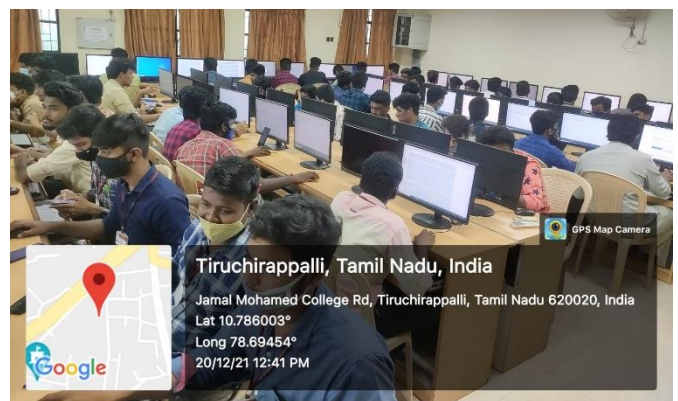 GPS Map Camera
Tiruchirappalli, Tamil Nadu, India
Jamal Mohamed College Rd, Tiruchirappalli, Tamil Nadu 620020, India
Lat 10.786003°
Long 78.69454°
20/12/21 12:41 PM
Google